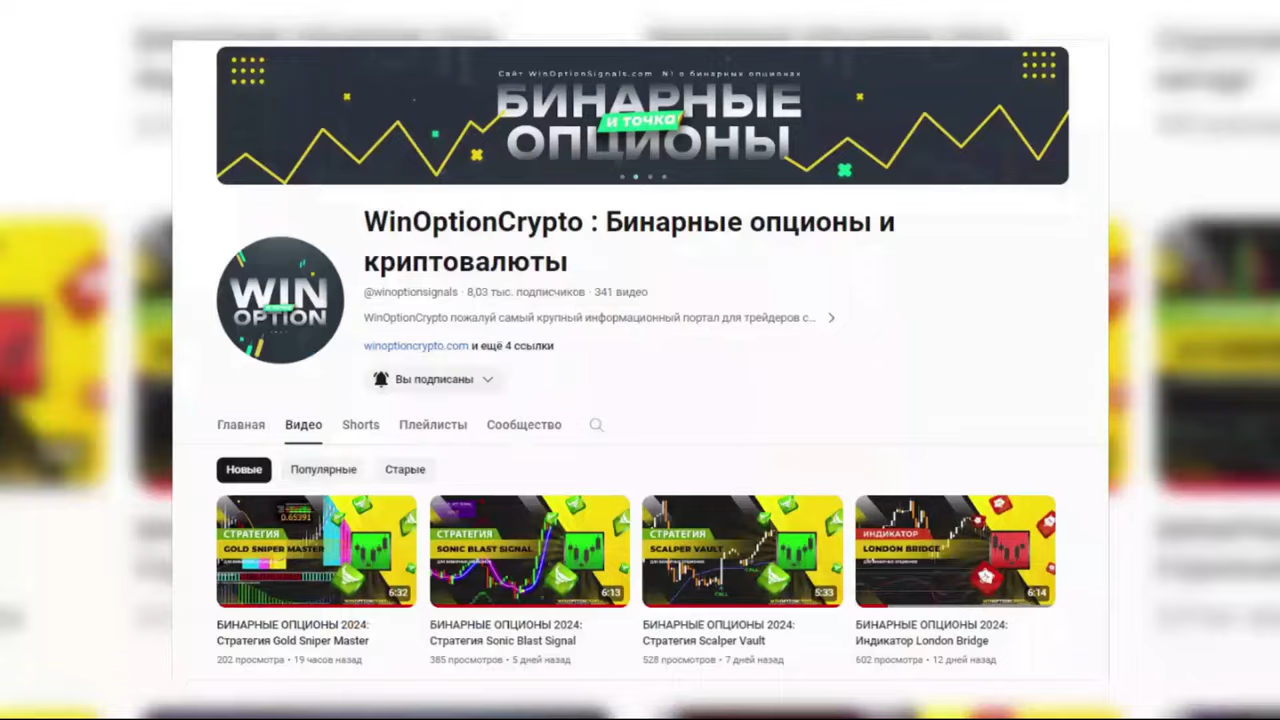 Сайт WinOptionSignals.com №1 о бинарных опционах
БИНАРНЫЕ
и точка
ОПЦИОНЫ
WinOptionCrypto : Бинарные опционы и
криптовалюты
WIN
OPTION
@winoptionsignals · 8,03 тыс. подписчиков · 341 видео
WinOptionCrypto пожалуй самый крупный информационный портал для трейдеров с...
winoptioncrypto.com и ещё 4 ссылки
Вы подписаны
Главная Видео Shorts Плейлисты Сообщество
Новые Популярные Старые
0.65391
СТРАТЕГИЯ
GOLD SNIPER MASTER
6:32
СТРАТЕГИЯ
SONIC BLAST SIGNAL
6:13
СТРАТЕГИЯ
SCALPER VAULT
CALL
CALL
5:33
ИНДИКАТОР
LONDON BRIDGE
6:14
БИНАРНЫЕ ОПЦИОНЫ 2024:
Стратегия Gold Sniper Master
202 просмотра • 19 часов назад
БИНАРНЫЕ ОПЦИОНЫ 2024:
Стратегия Sonic Blast Signal
385 просмотров • 5 дней назад
БИНАРНЫЕ ОПЦИОНЫ 2024:
Стратегия Scalper Vault
528 просмотров • 7 дней назад
БИНАРНЫЕ ОПЦИОНЫ 2024:
Индикатор London Bridge
602 просмотра • 12 дней назад